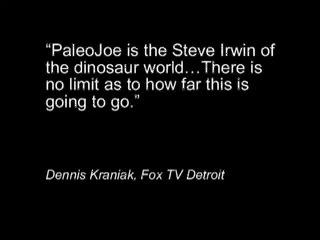 “PaleoJoe is the Steve Irwin of
the dinosaur world…There is
no limit as to how far this is
going to go.”
Dennis Kraniak, Fox TV Detroit